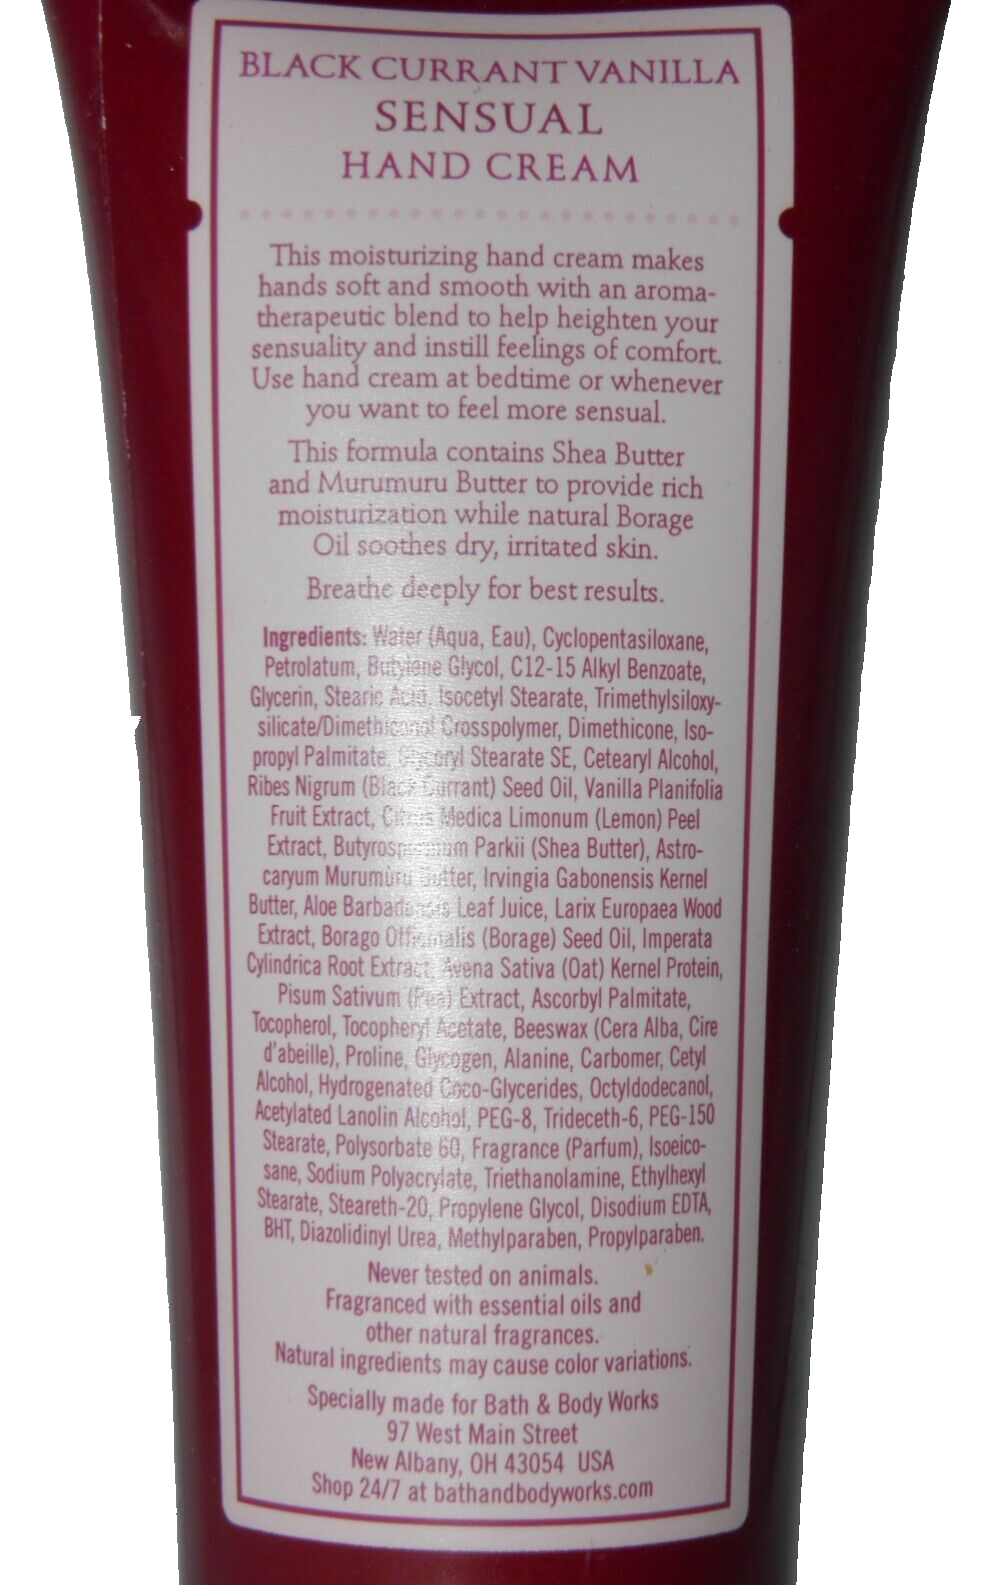 BLACK CURRANT VANILLA
SENSUAL
HAND CREAM
This moisturizing hand cream makes
hands soft and smooth with an aroma-
therapeutic blend to help heighten your
sensuality and instill feelings of comfort.
Use hand cream at bedtime or whenever
you want to feel more sensual.
This formula contains Shea Butter
and Murumuru Butter to provide rich
moisturization while natural Borage
Oil soothes dry, irritated skin.
Breathe deeply for best results.
Ingredients: Water (Aqua, Eau), Cyclopentasiloxane,
Petrolatum, Butylene Glycol, C12-15 Alkyl Benzoate,
Glycerin, Stearic Acid, Isocetyl Stearate, Trimethylsiloxy-
silicate/Dimethiconol Crosspolymer, Dimethicone, Iso-
propyl Palmitate, Glyceryl Stearate SE, Cetearyl Alcohol,
Ribes Nigrum (Black Currant) Seed Oil, Vanilla Planifolia
Fruit Extract, Citrus Medica Limonum (Lemon) Peel
Extract, Butyrospermum Parkii (Shea Butter), Astro-
caryum Murumuru Butter, Irvingia Gabonensis Kernel
Butter, Aloe Barbadensis Leaf Juice, Larix Europaea Wood
Extract, Borago Officinalis (Borage) Seed Oil, Imperata
Cylindrica Root Extract, Avena Sativa (Oat) Kernel Protein,
Pisum Sativum (Pea) Extract, Ascorbyl Palmitate,
Tocopherol, Tocopheryl Acetate, Beeswax (Cera Alba, Cire
d'abeille), Proline, Glycogen, Alanine, Carbomer, Cetyl
Alcohol, Hydrogenated Coco-Glycerides, Octyldodecanol,
Acetylated Lanolin Alcohol, PEG-8, Trideceth-6, PEG-150
Stearate, Polysorbate 60, Fragrance (Parfum), Isoeico-
sane, Sodium Polyacrylate, Triethanolamine, Ethylhexyl
Stearate, Steareth-20, Propylene Glycol, Disodium EDTA,
BHT, Diazolidinyl Urea, Methylparaben, Propylparaben.
Never tested on animals.
Fragranced with essential oils and
other natural fragrances.
Natural ingredients may cause color variations.
Specially made for Bath & Body Works
97 West Main Street
New Albany, OH 43054 USA
Shop 24/7 at bathandbodyworks.com